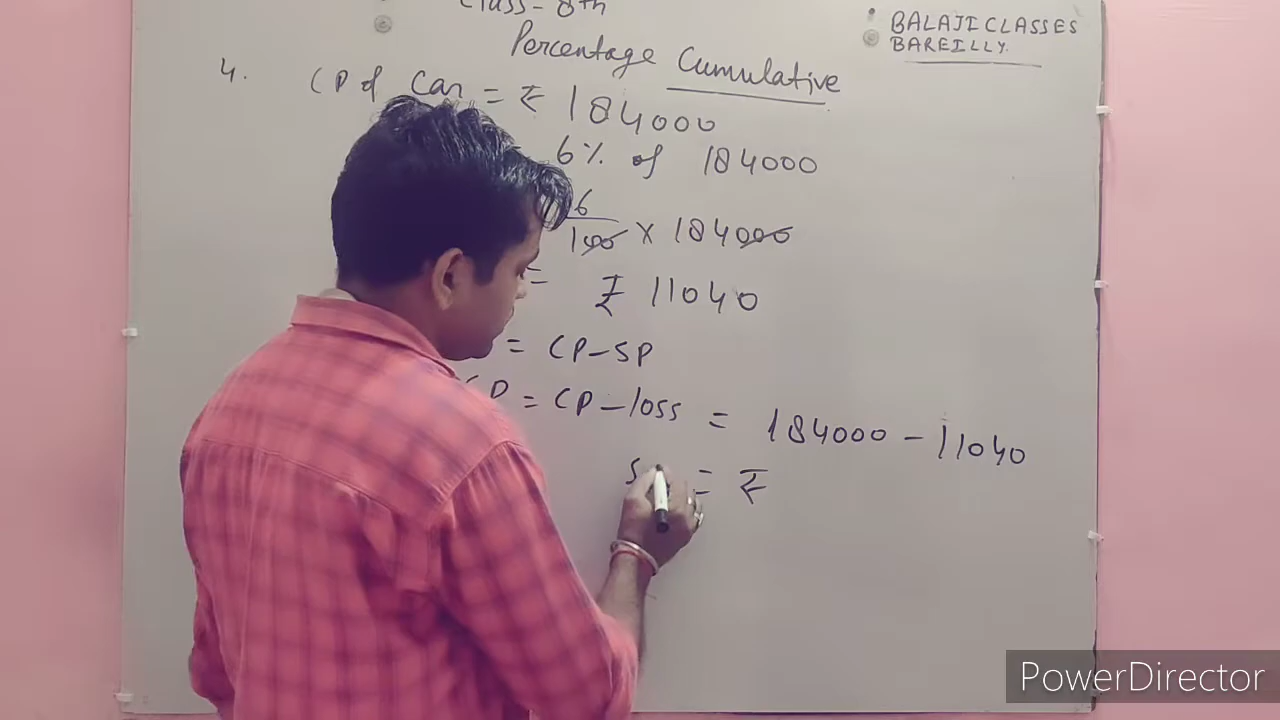 Class - 8th
BALAJI CLASSES
BAREILLY.
Percentage Cumulative
4. CP of Car = ₹ 184000
6% of 184000
6/100 × 184000
= ₹ 11040
= CP - SP
= CP - loss = 184000 - 11040
S = ₹
PowerDirector